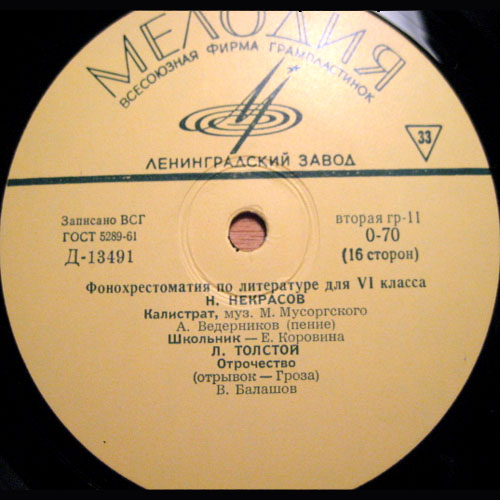 МЕЛОДИЯ
ВСЕСОЮЗНАЯ ФИРМА ГРАМПЛАСТИНОК
ЛЕНИНГРАДСКИЙ ЗАВОД
33
Записано ВСГ
ГОСТ 5289-61
Д-13491
вторая гр-11
0-70
(16 сторон)
Фонохрестоматия по литературе для VI класса
Н. НЕКРАСОВ
Калистрат, муз. М. Мусоргского
А. Ведерников (пение)
Школьник — Е. Коровина
Л. ТОЛСТОЙ
Отрочество
(отрывок — Гроза)
В. Балашов